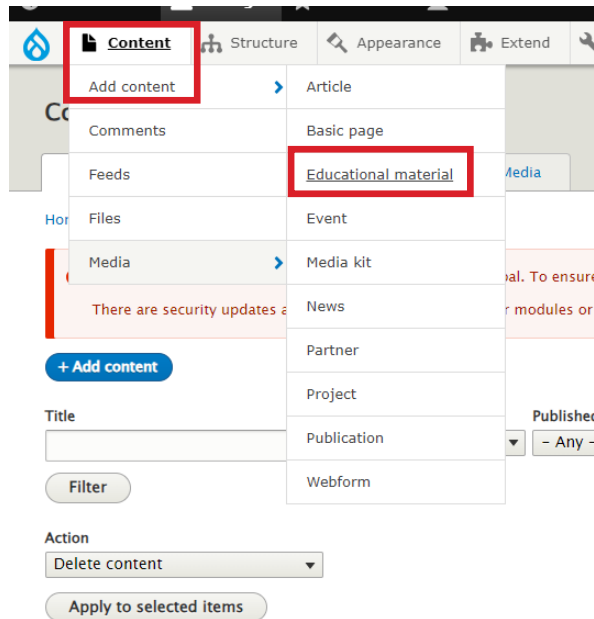 Content
Structure
Appearance
Extend
Add content
Article
Comments
Basic page
Feeds
Educational material
Media
Files
Event
Media
Media kit
To ensure
There are security updates
News
modules or
+ Add content
Partner
Project
Title
Published
Publication
– Any –
Filter
Webform
Action
Delete content
Apply to selected items